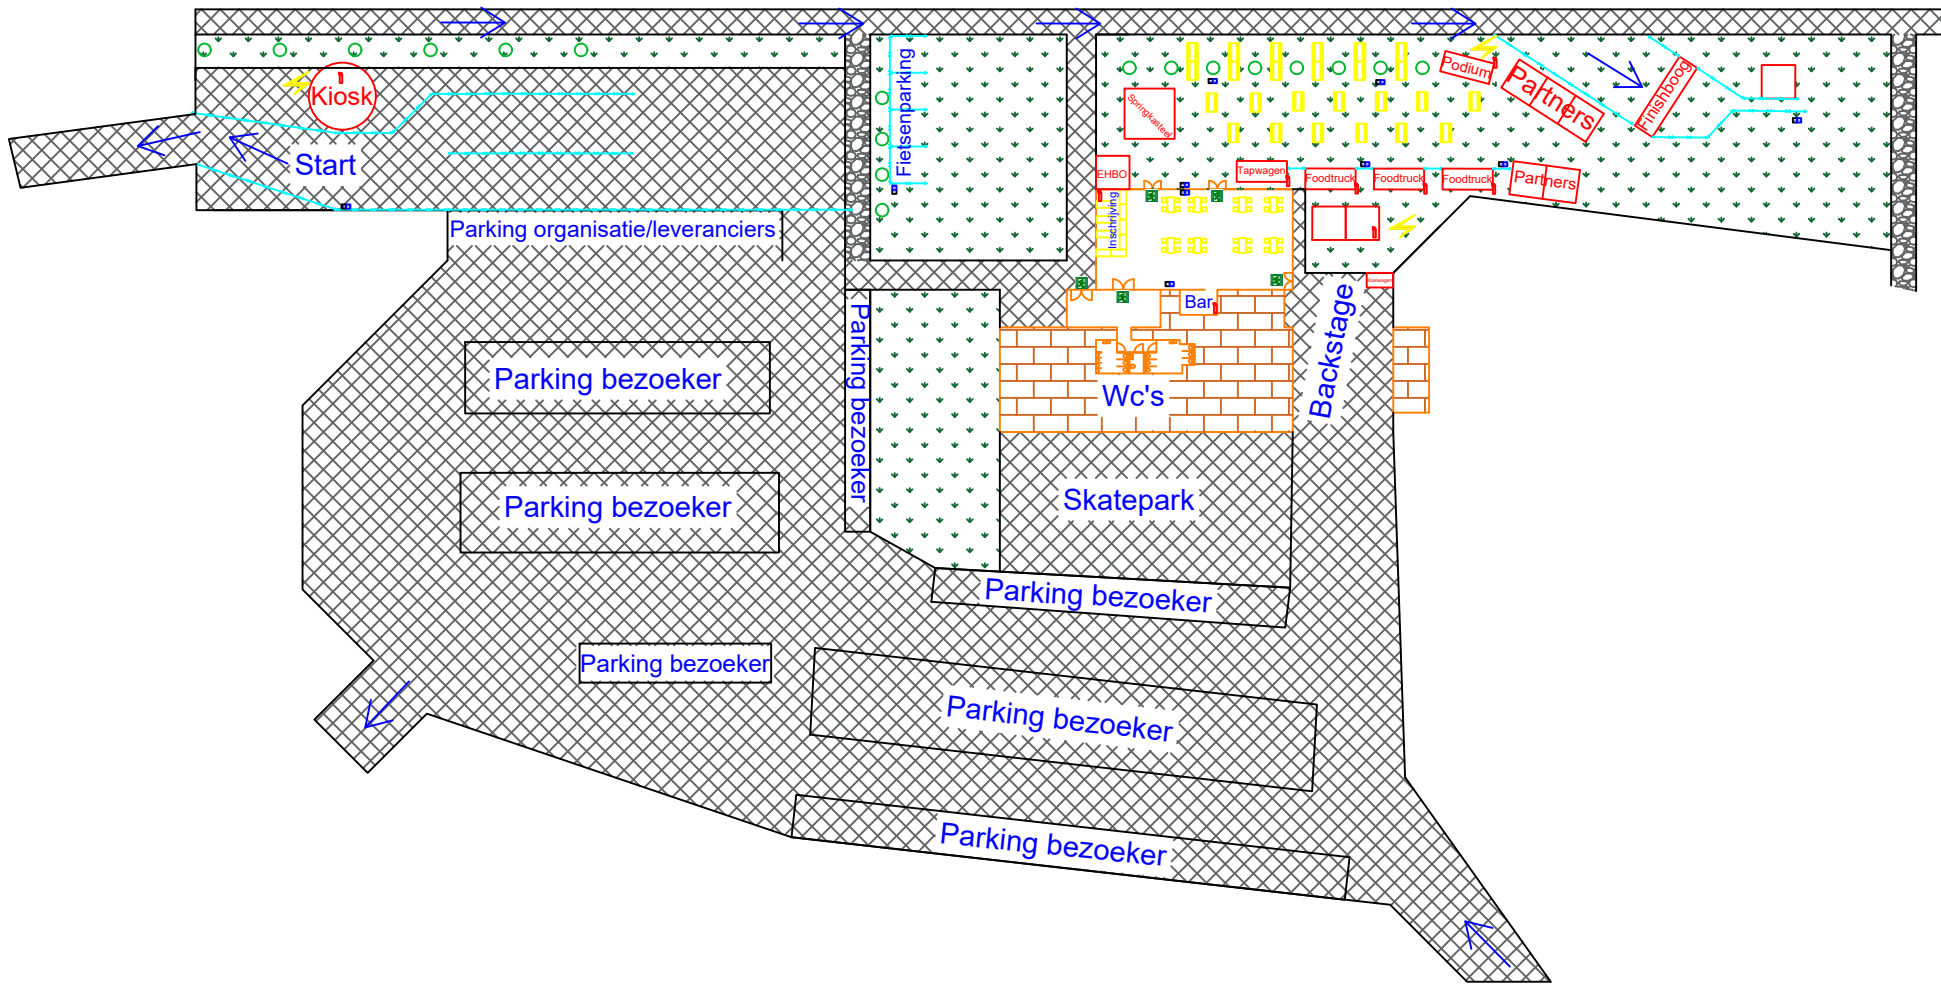 Kiosk
Start
Parking organisatie/leveranciers
Fietsenparking
Springkasteel
EHBO
Inschrijving
Tapwagen
Foodtruck
Foodtruck
Foodtruck
Partners
Podium
Partners
Finishboog
Bar
Wc's
Backstage
Skatepark
Parking bezoeker
Parking bezoeker
Parking bezoeker
Parking bezoeker
Parking bezoeker
Parking bezoeker
Parking bezoeker